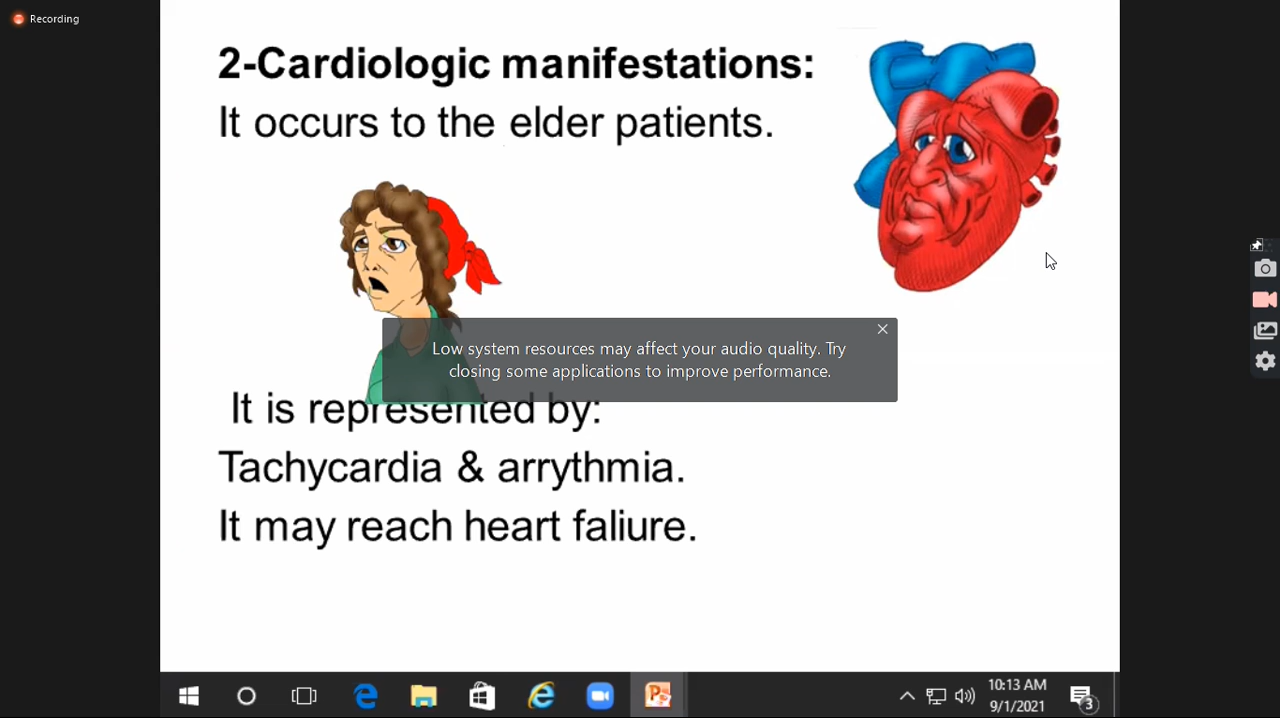 Recording
2-Cardiologic manifestations:
It occurs to the elder patients.
Low system resources may affect your audio quality. Try
closing some applications to improve performance.
It is represented by:
Tachycardia & arrythmia.
It may reach heart faliure.
10:13 AM
9/1/2021
3